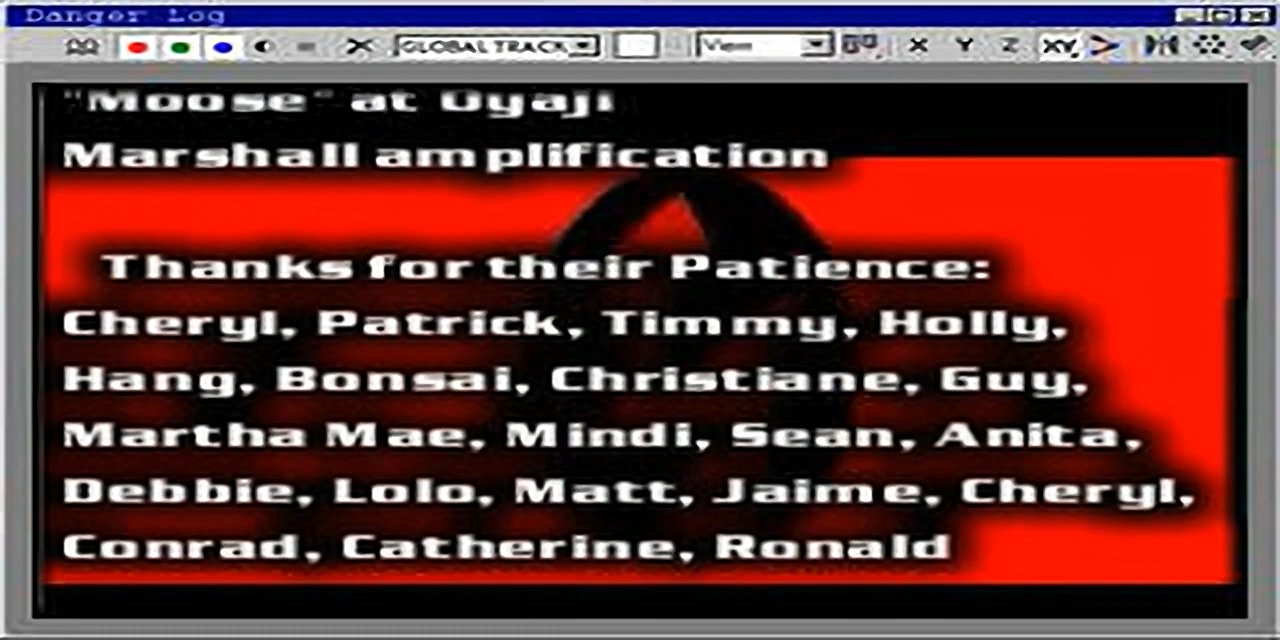 Danger Log
GLOBAL TRACK
View
X Y Z XY
"Moose" at Oyaji
Marshall amplification
Thanks for their Patience:
Cheryl, Patrick, Timmy, Holly,
Hang, Bonsai, Christiane, Guy,
Martha Mae, Mindi, Sean, Anita,
Debbie, Lolo, Matt, Jaime, Cheryl,
Conrad, Catherine, Ronald